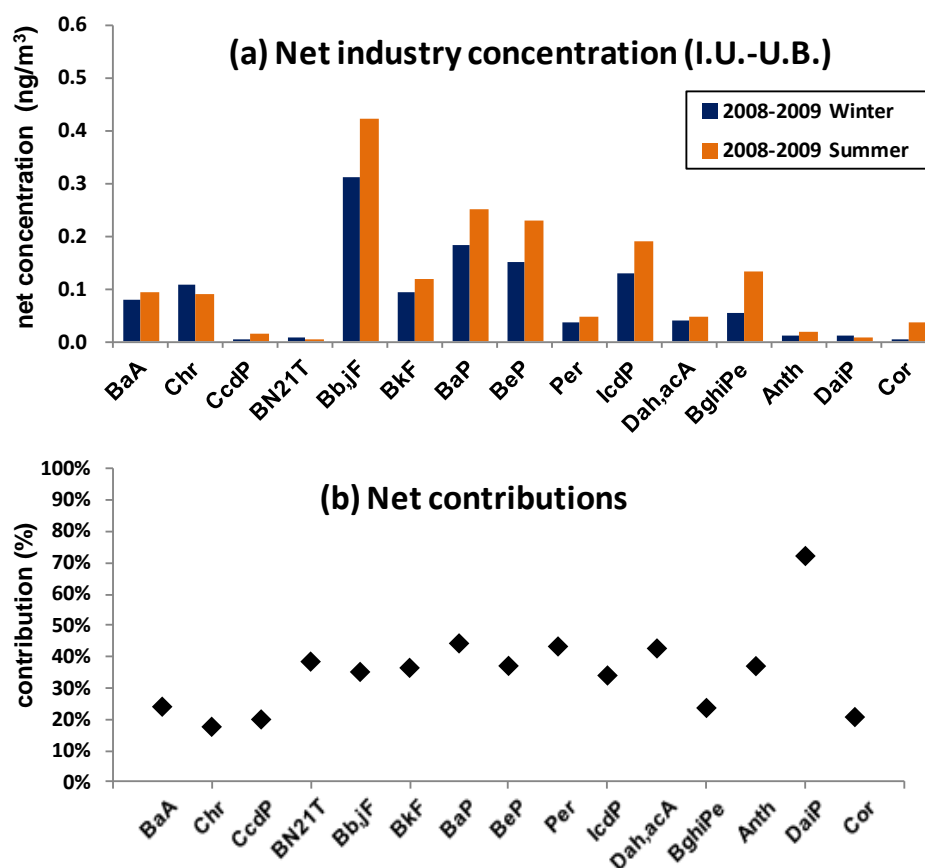 (a) Net industry concentration (I.U.-U.B.)
net concentration (ng/m³)
0.6
0.5
0.4
0.3
0.2
0.1
0.0
2008-2009 Winter
2008-2009 Summer
BaA
Chr
CcdP
BN21T
Bb,jF
BkF
BaP
BeP
Per
IcdP
Dah,acA
BghiPe
Anth
DaiP
Cor
(b) Net contributions
contribution (%)
100%
90%
80%
70%
60%
50%
40%
30%
20%
10%
0%
BaA
Chr
CcdP
BN21T
Bb,jF
BkF
BaP
BeP
Per
IcdP
Dah,acA
BghiPe
Anth
DaiP
Cor